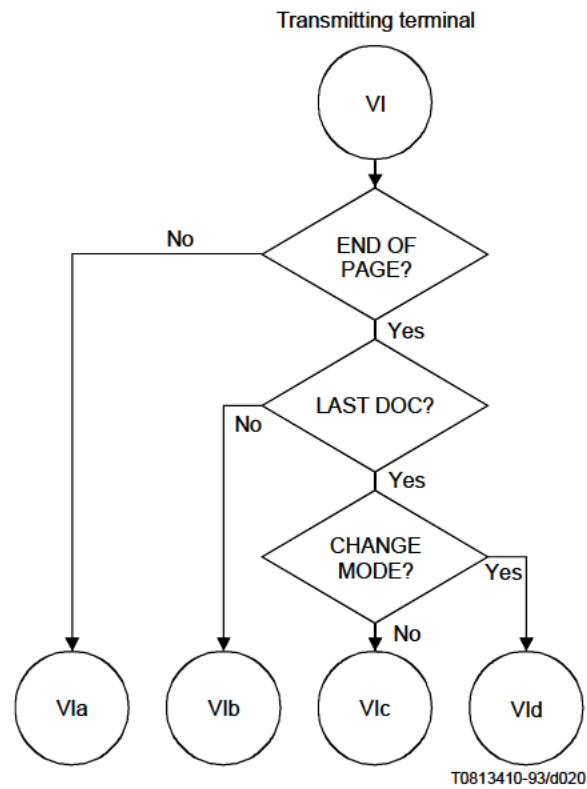 Transmitting terminal
VI
No
END OF
PAGE?
Yes
No
LAST DOC?
Yes
CHANGE
MODE?
Yes
No
VIa
VIb
VIc
VId
T0813410-93/d020